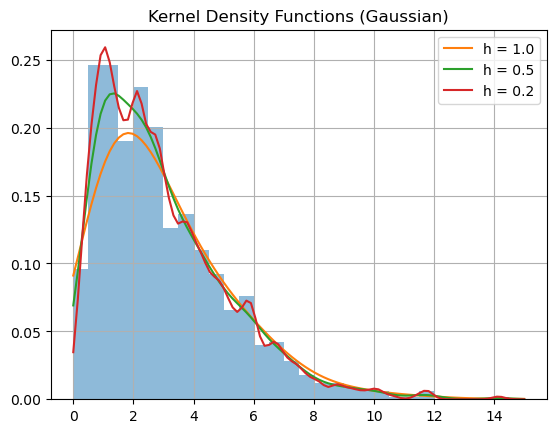 Kernel Density Functions (Gaussian)
h = 1.0
h = 0.5
h = 0.2
0.25
0.20
0.15
0.10
0.05
0.00
0 2 4 6 8 10 12 14